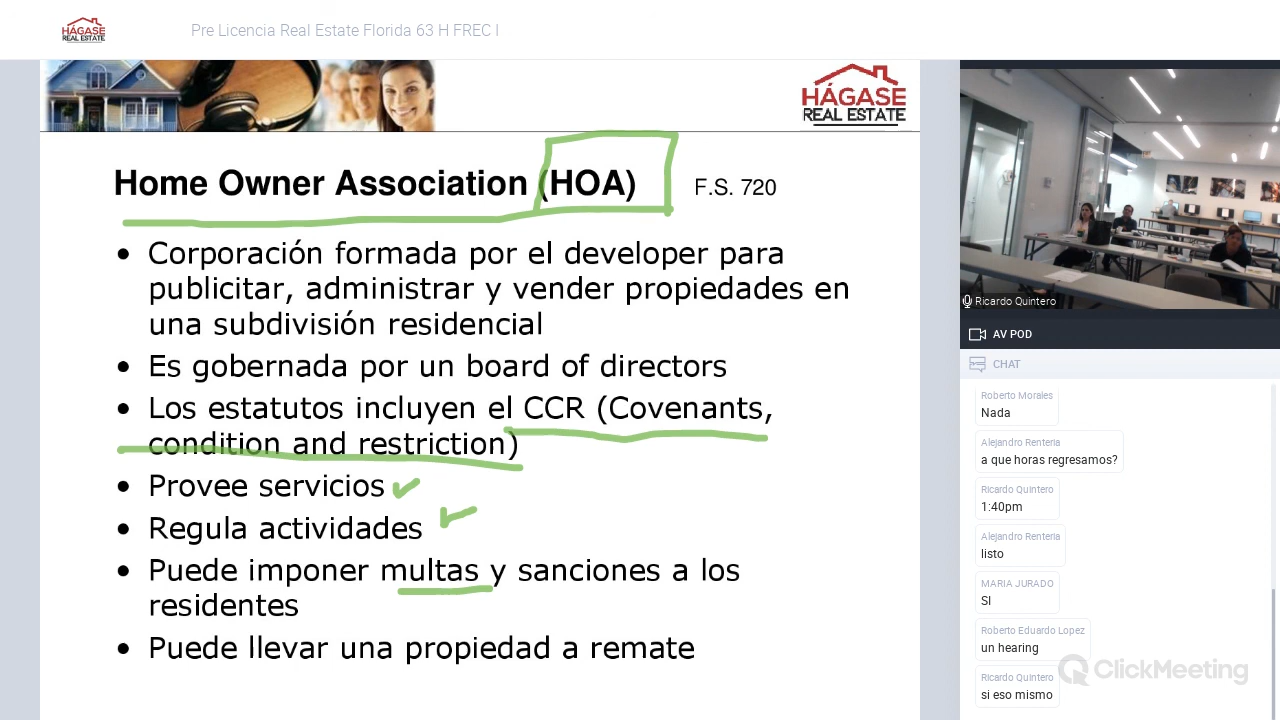 HÁGASE
REAL ESTATE
Pre Licencia Real Estate Florida 63 H FREC I
HÁGASE
REAL ESTATE
Home Owner Association (HOA) F.S. 720
• Corporación formada por el developer para
publicitar, administrar y vender propiedades en
una subdivisión residencial
• Es gobernada por un board of directors
• Los estatutos incluyen el CCR (Covenants,
condition and restriction)
• Provee servicios
• Regula actividades
• Puede imponer multas y sanciones a los
residentes
• Puede llevar una propiedad a remate
Ricardo Quintero
AV POD
CHAT
Roberto Morales
Nada
Alejandro Renteria
a que horas regresamos?
Ricardo Quintero
1:40pm
Alejandro Renteria
listo
MARIA JURADO
SI
Roberto Eduardo Lopez
un hearing
Ricardo Quintero
si eso mismo
ClickMeeting